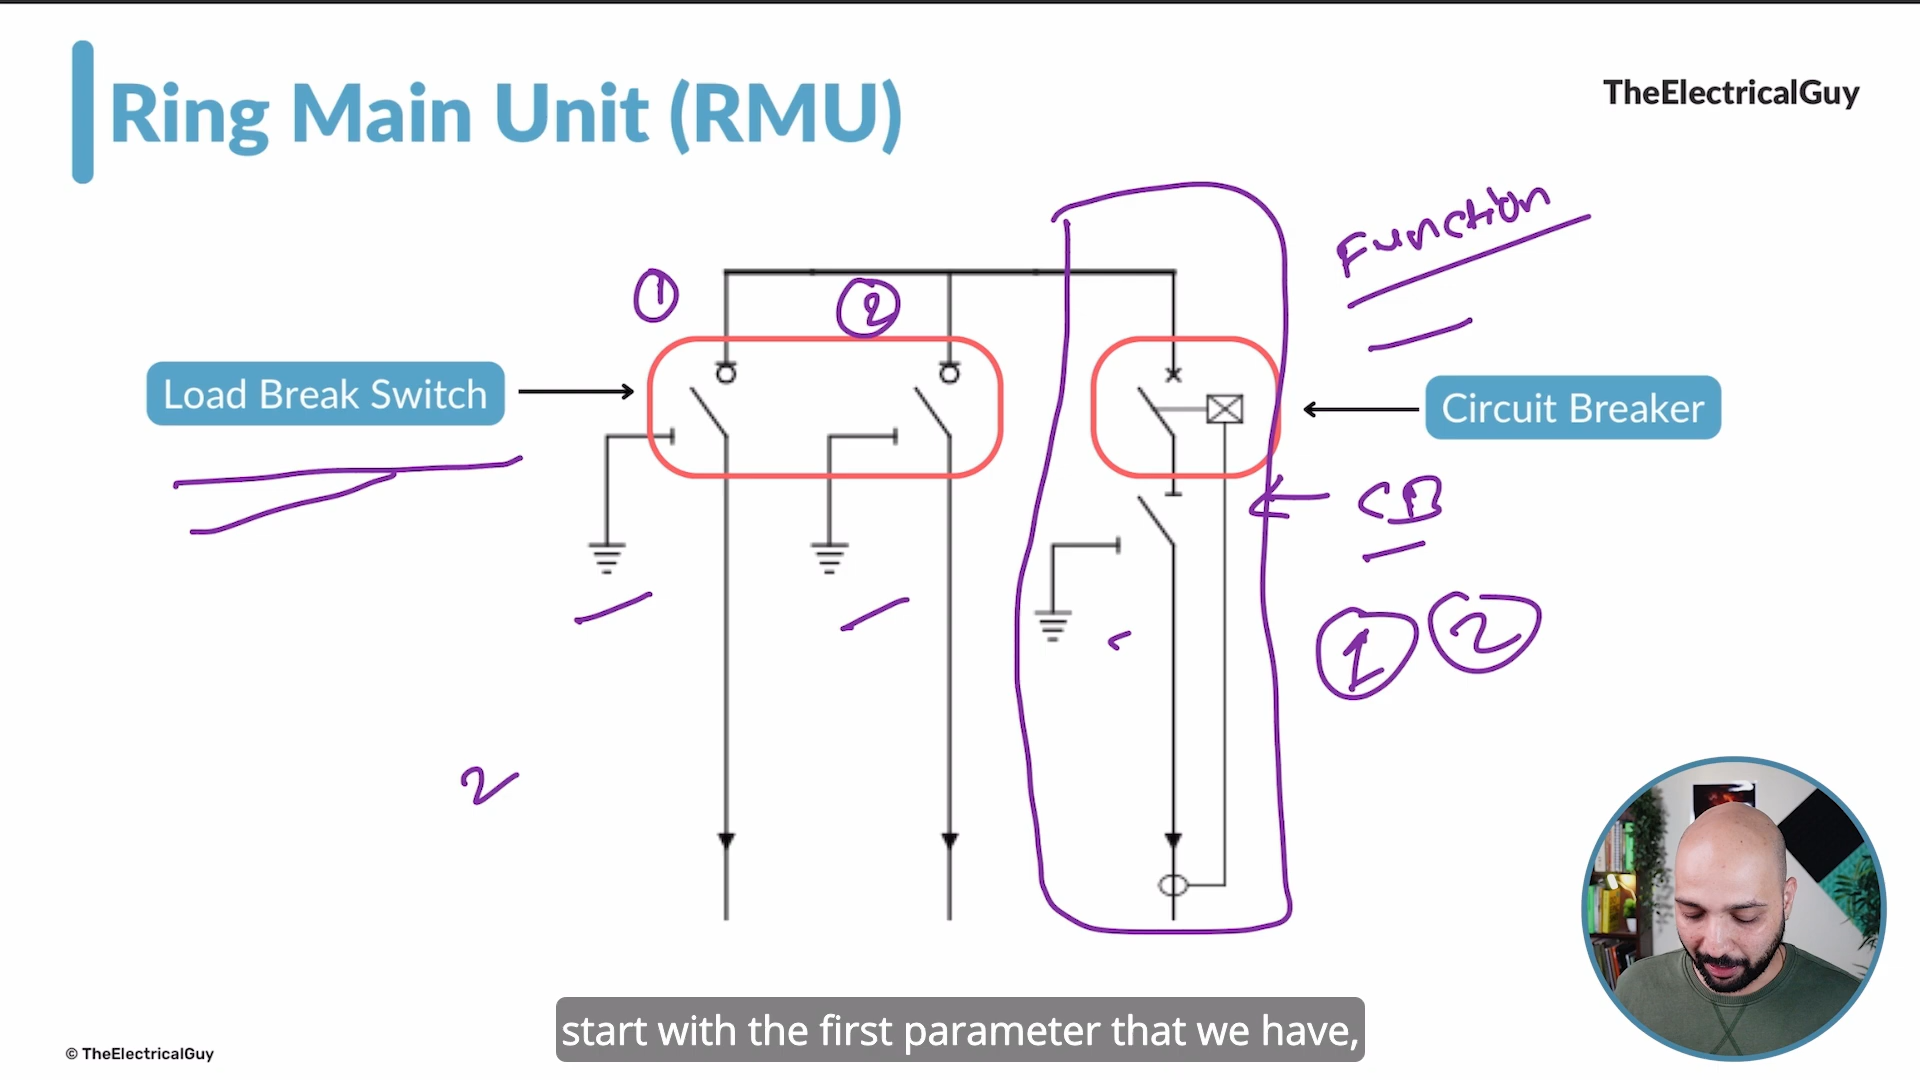 Ring Main Unit (RMU)
TheElectricalGuy
Function
1
2
Load Break Switch
Circuit Breaker
CB
1 2
2
start with the first parameter that we have,
© TheElectricalGuy